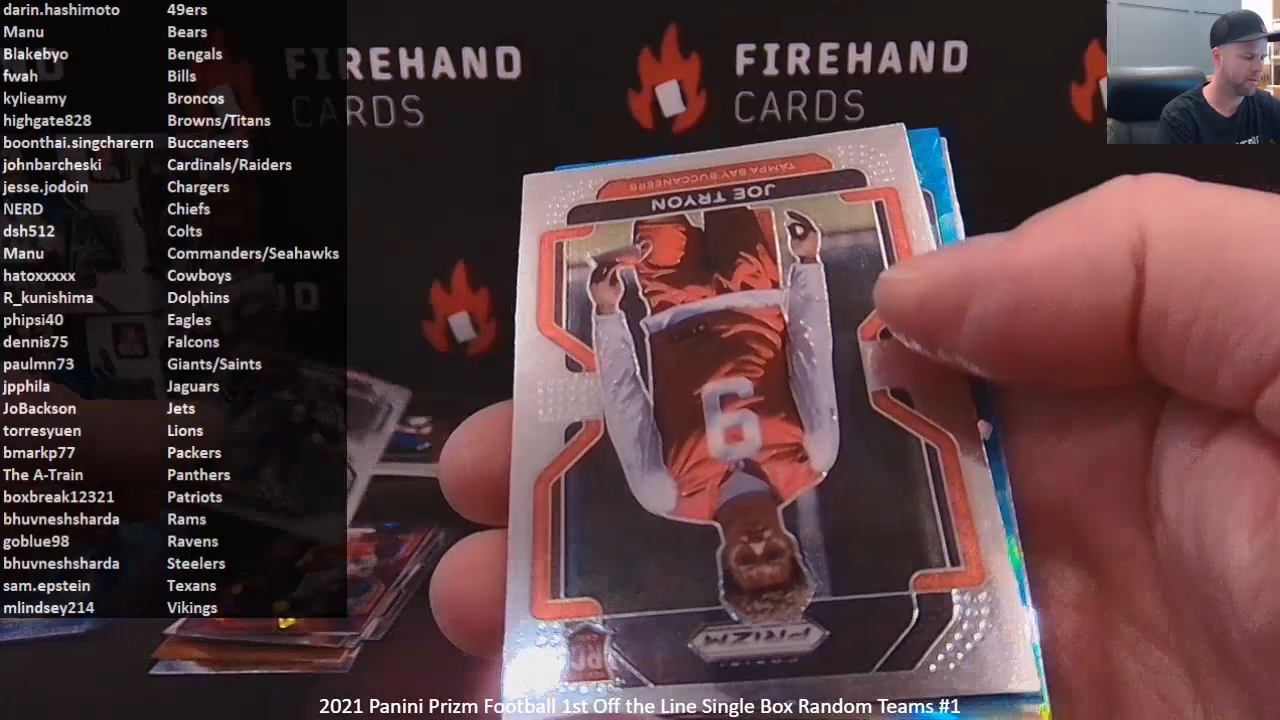 darin.hashimoto 49ers
Manu Bears
Blakebyo Bengals
fwah Bills
kylieamy Broncos
highgate828 Browns/Titans
boonthai.singcharern Buccaneers
johnbarcheski Cardinals/Raiders
jesse.jodoin Chargers
NERD Chiefs
dsh512 Colts
Manu Commanders/Seahawks
hatoxxxxx Cowboys
R_kunishima Dolphins
phipsi40 Eagles
dennis75 Falcons
paulmn73 Giants/Saints
jpphila Jaguars
JoBackson Jets
torresyuen Lions
bmarkp77 Packers
The A-Train Panthers
boxbreak12321 Patriots
bhuvneshsharda Rams
goblue98 Ravens
bhuvneshsharda Steelers
sam.epstein Texans
mlindsey214 Vikings
FIREHAND
CARDS
FIREHAND
CARDS
TAMPA BAY BUCCANEERS
JOE TRYON
9
PANINI
PRIZM
RC
2021 Panini Prizm Football 1st Off the Line Single Box Random Teams #1